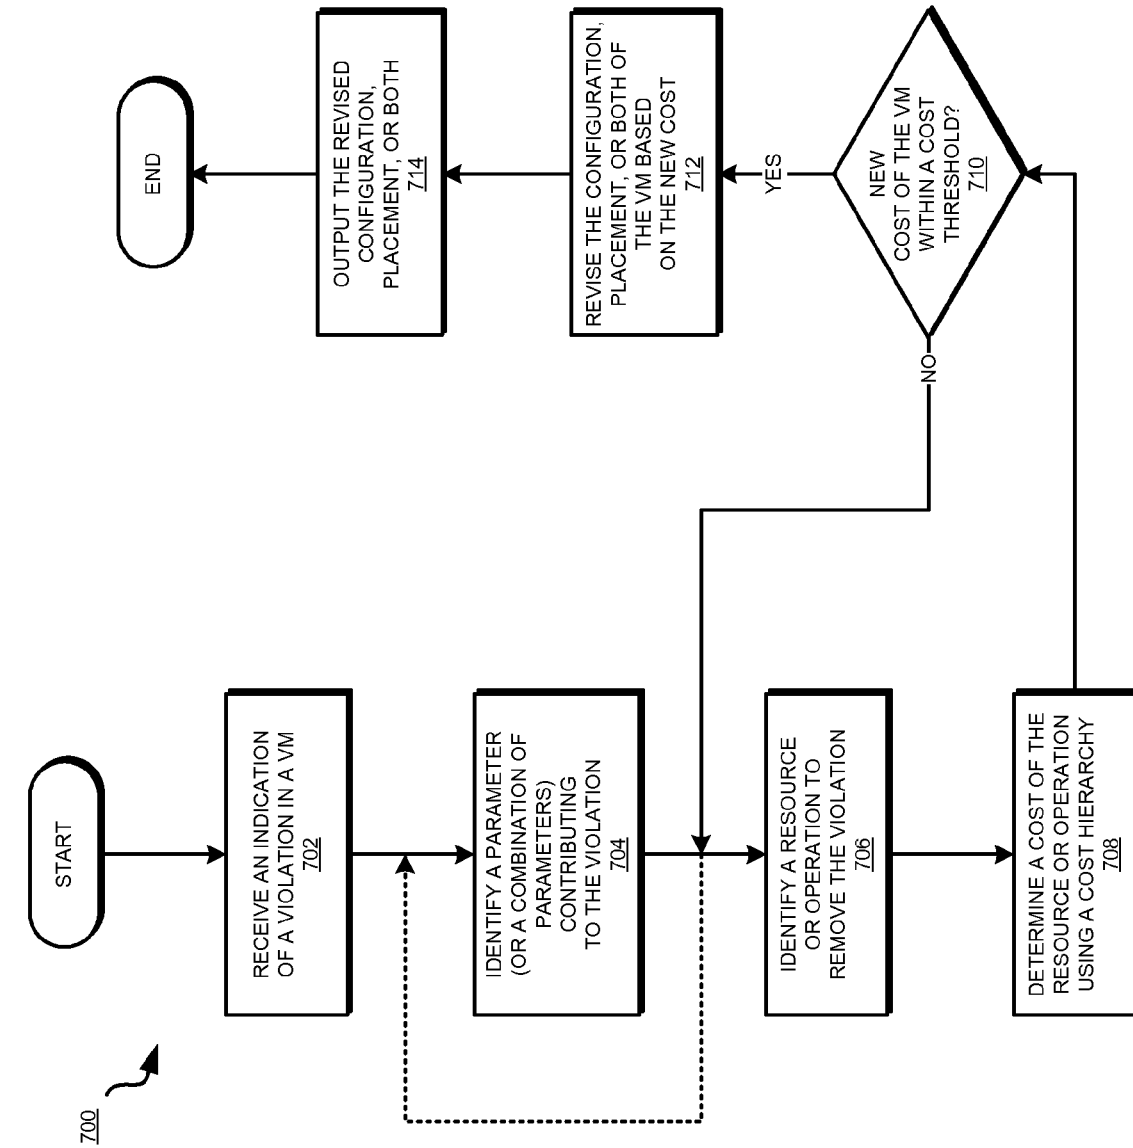 700
START
RECEIVE AN INDICATION
OF A VIOLATION IN A VM
702
IDENTIFY A PARAMETER
(OR A COMBINATION OF
PARAMETERS)
CONTRIBUTING
TO THE VIOLATION
704
IDENTIFY A RESOURCE
OR OPERATION TO
REMOVE THE VIOLATION
706
DETERMINE A COST OF THE
RESOURCE OR OPERATION
USING A COST HIERARCHY
708
NEW
COST OF THE VM
WITHIN A COST
THRESHOLD?
710
NO
YES
REVISE THE CONFIGURATION,
PLACEMENT, OR BOTH OF
THE VM BASED
ON THE NEW COST
712
OUTPUT THE REVISED
CONFIGURATION,
PLACEMENT, OR BOTH
714
END